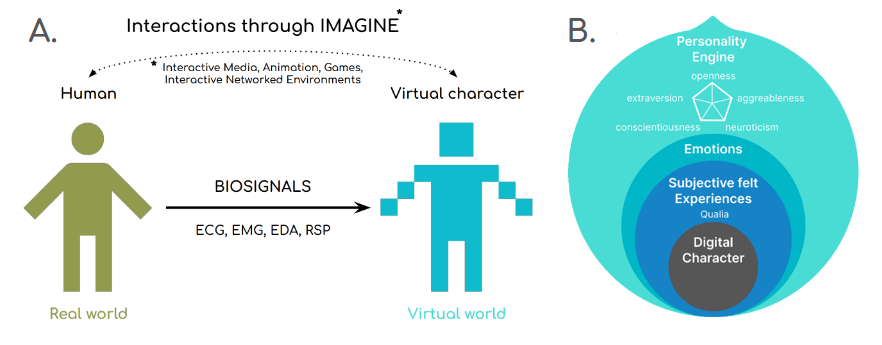 A.
Interactions through IMAGINE*
* Interactive Media, Animation, Games,
Interactive Networked Environments
Human
Virtual character
BIOSIGNALS
ECG, EMG, EDA, RSP
Real world
Virtual world
B.
Personality
Engine
openness
extraversion
aggreableness
conscientiousness
neuroticism
Emotions
Subjective felt
Experiences
Qualia
Digital
Character